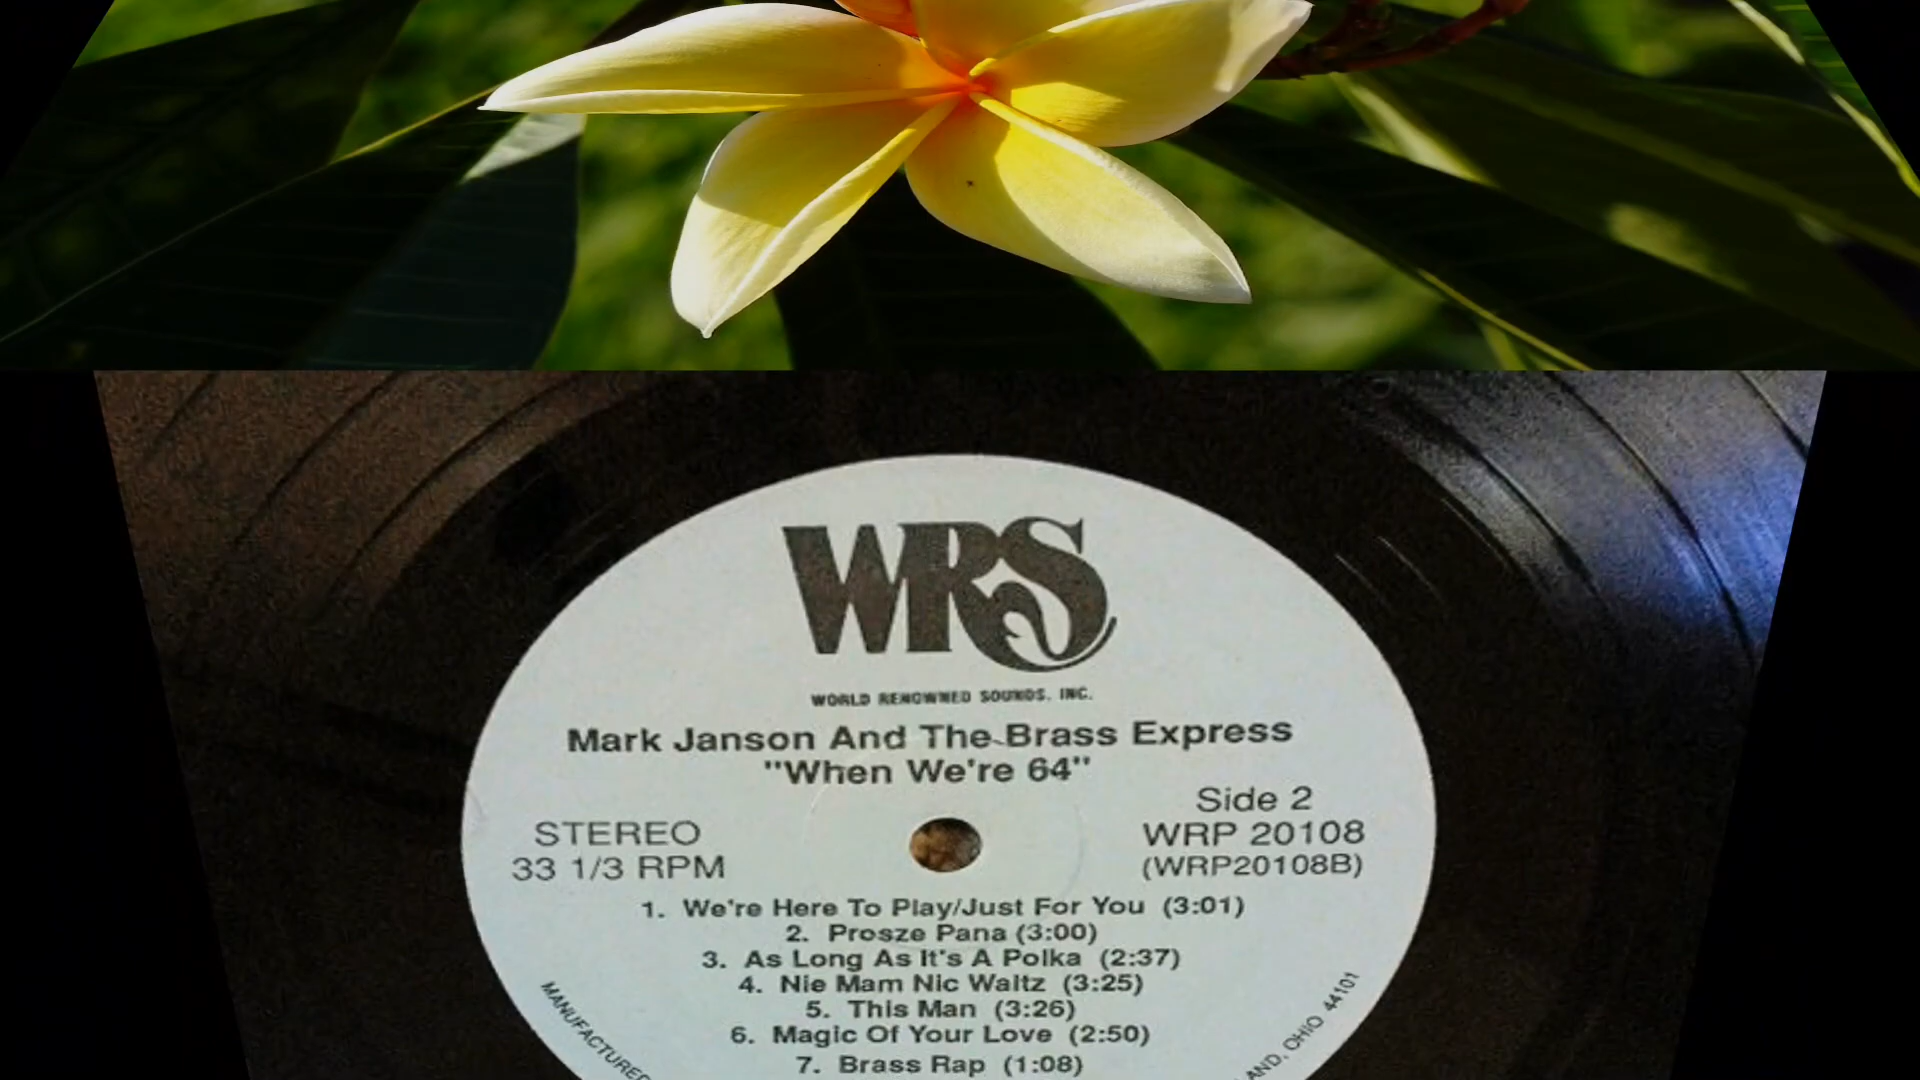 WRS
WORLD RENOWNED SOUNDS, INC.
Mark Janson And The Brass Express
"When We're 64"
Side 2
STEREO
WRP 20108
33 1/3 RPM
(WRP20108B)
1. We're Here To Play/Just For You (3:01)
2. Prosze Pana (3:00)
3. As Long As It's A Polka (2:37)
4. Nie Mam Nic Waltz (3:25)
5. This Man (3:26)
6. Magic Of Your Love (2:50)
7. Brass Rap (1:08)
MANUFACTURED
OHIO 44101